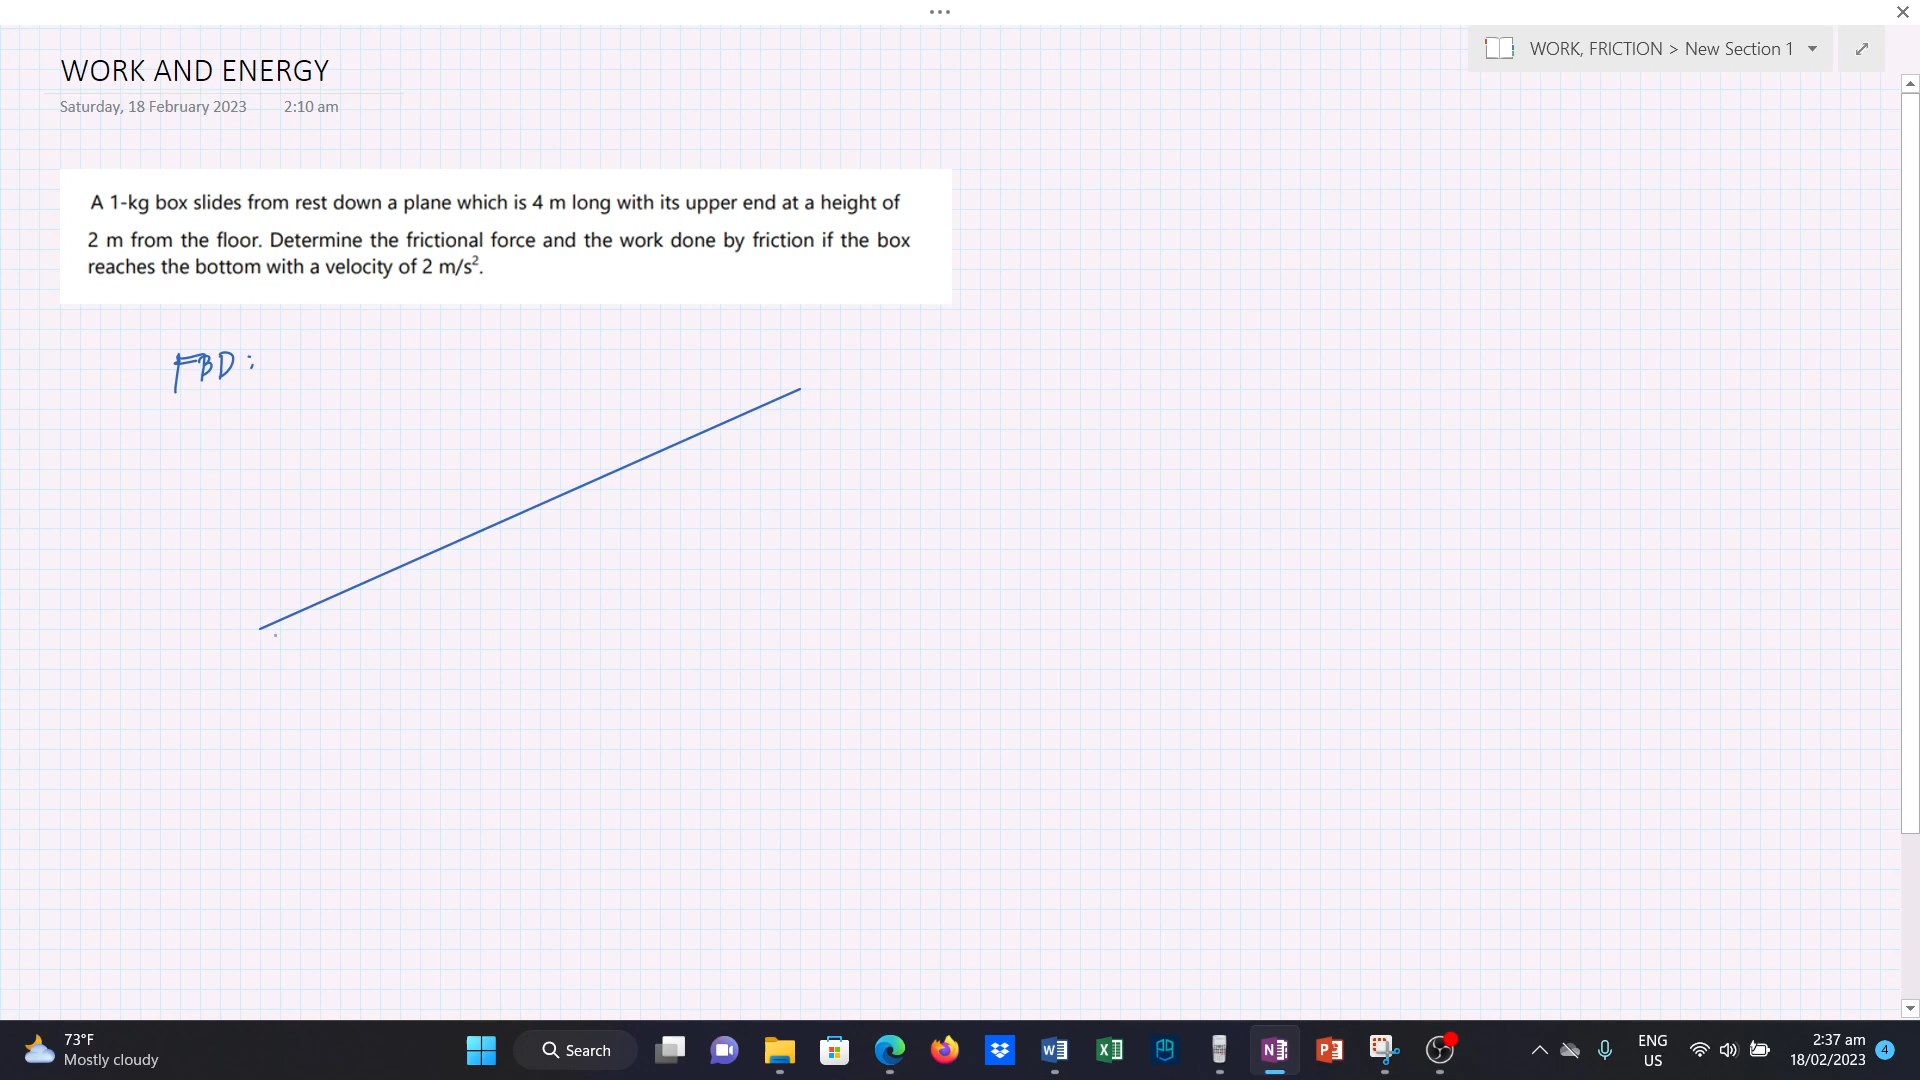 WORK, FRICTION > New Section 1
WORK AND ENERGY
Saturday, 18 February 2023 2:10 am
A 1-kg box slides from rest down a plane which is 4 m long with its upper end at a height of
2 m from the floor. Determine the frictional force and the work done by friction if the box
reaches the bottom with a velocity of 2 m/s².
FBD:
73°F
Mostly cloudy
Search
ENG
US
2:37 am
18/02/2023
4